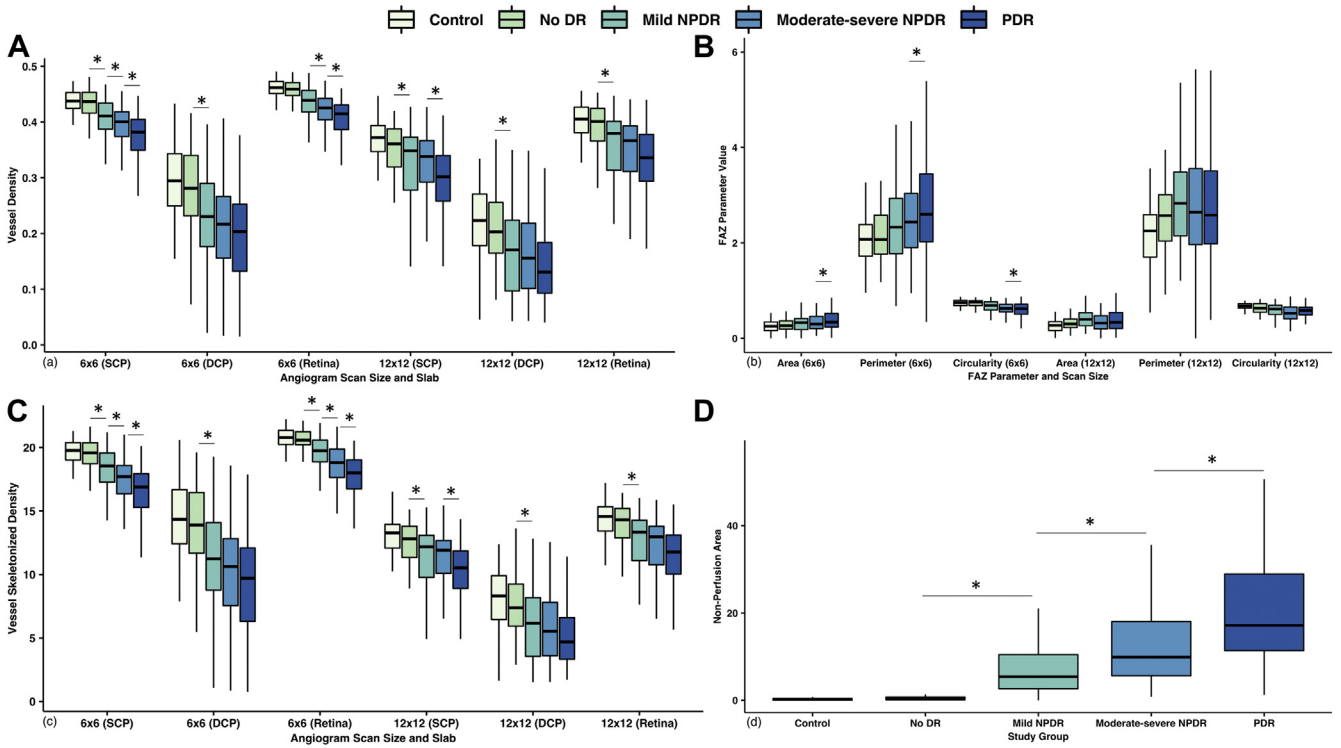 Control No DR Mild NPDR Moderate-severe NPDR PDR
A
* * * * * * * * * *
Vessel Density
0.5
0.4
0.3
0.2
0.1
0.0
(a)
6x6 (SCP) 6x6 (DCP) 6x6 (Retina) 12x12 (SCP) 12x12 (DCP) 12x12 (Retina)
Angiogram Scan Size and Slab
B
* * *
FAZ Parameter Value
6
4
2
0
(b)
Area (6x6) Perimeter (6x6) Circularity (6x6) Area (12x12) Perimeter (12x12) Circularity (12x12)
FAZ Parameter and Scan Size
C
* * * * * * * * * * *
Vessel Skeletonized Density
20
15
10
5
0
(c)
6x6 (SCP) 6x6 (DCP) 6x6 (Retina) 12x12 (SCP) 12x12 (DCP) 12x12 (Retina)
Angiogram Scan Size and Slab
D
* * *
Non-Perfusion Area
40
20
0
(d)
Control No DR Mild NPDR Moderate-severe NPDR PDR
Study Group